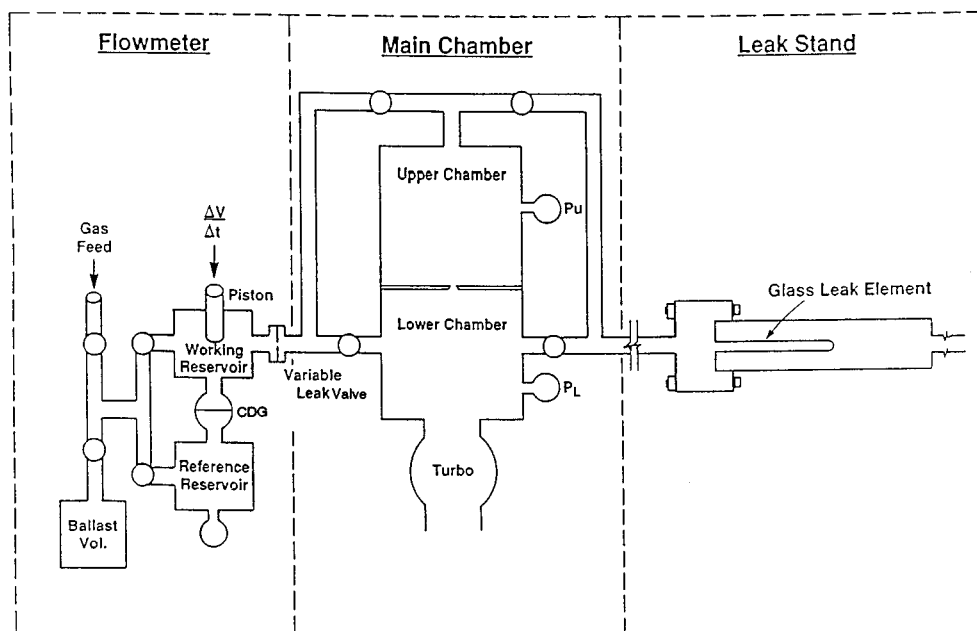 Flowmeter
Main Chamber
Leak Stand
Upper Chamber
Pu
ΔV
Δt
Gas
Feed
Piston
Glass Leak Element
Lower Chamber
Working
Reservoir
Variable
Leak Valve
PL
CDG
Reference
Reservoir
Turbo
Ballast
Vol.